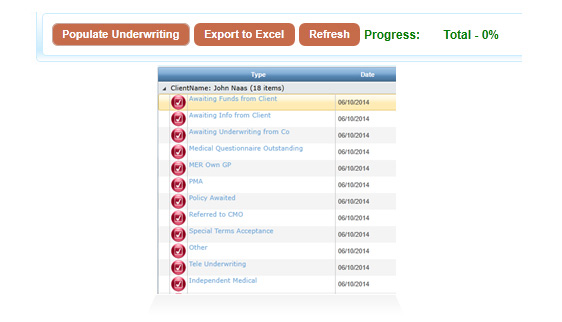 Populate Underwriting Export to Excel Refresh Progress: Total - 0%
Type Date
ClientName: John Naas (18 items)
Awaiting Funds from Client 06/10/2014
Awaiting Info from Client 06/10/2014
Awaiting Underwriting from Co 06/10/2014
Medical Questionnaire Outstanding 06/10/2014
MER Own GP 06/10/2014
PMA 06/10/2014
Policy Awaited 06/10/2014
Referred to CMO 06/10/2014
Special Terms Acceptance 06/10/2014
Other 06/10/2014
Tele Underwriting 06/10/2014
Independent Medical 06/10/2014